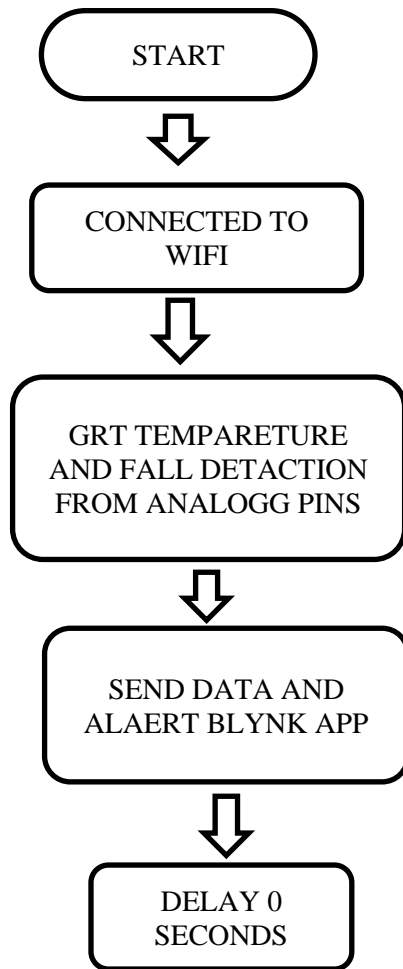 START
CONNECTED TO
WIFI
GRT TEMPARETURE
AND FALL DETACTION
FROM ANALOGG PINS
SEND DATA AND
ALAERT BLYNK APP
DELAY 0
SECONDS